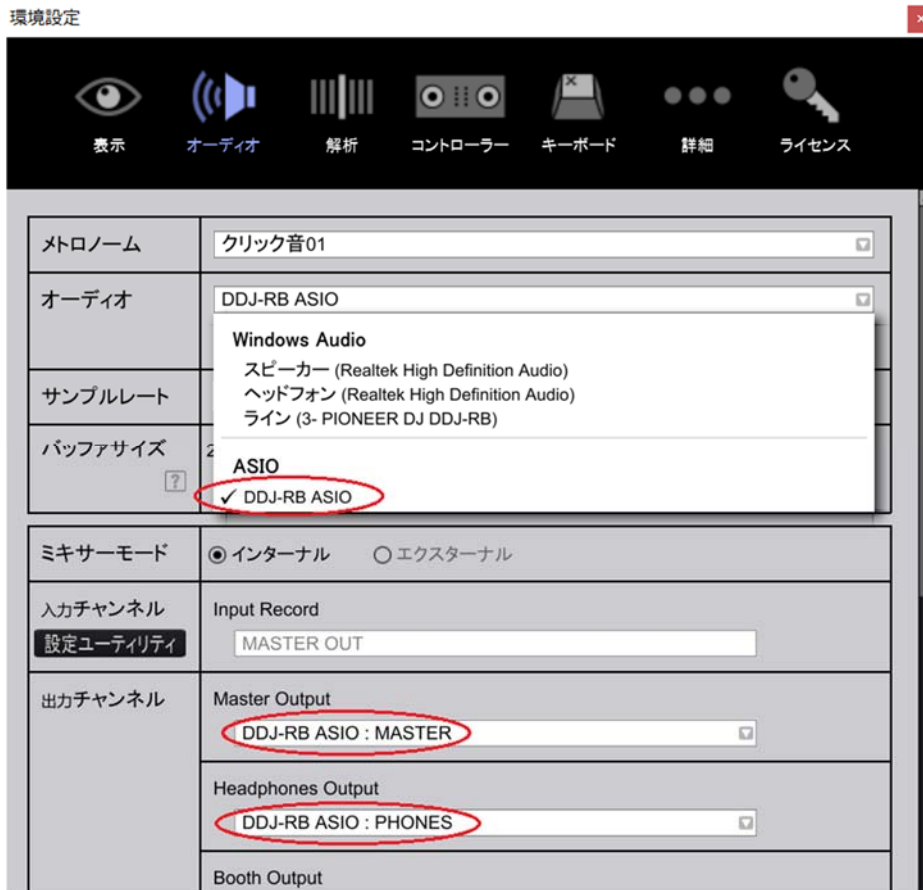 環境設定
表示 オーディオ 解析 コントローラー キーボード 詳細 ライセンス
メトロノーム クリック音01
オーディオ DDJ-RB ASIO
Windows Audio
スピーカー (Realtek High Definition Audio)
ヘッドフォン (Realtek High Definition Audio)
ライン (3- PIONEER DJ DDJ-RB)
サンプルレート
バッファサイズ 2
?
ASIO
✓ DDJ-RB ASIO
ミキサーモード インターナル エクスターナル
入力チャンネル Input Record
設定ユーティリティ MASTER OUT
出力チャンネル Master Output
DDJ-RB ASIO : MASTER
Headphones Output
DDJ-RB ASIO : PHONES
Booth Output